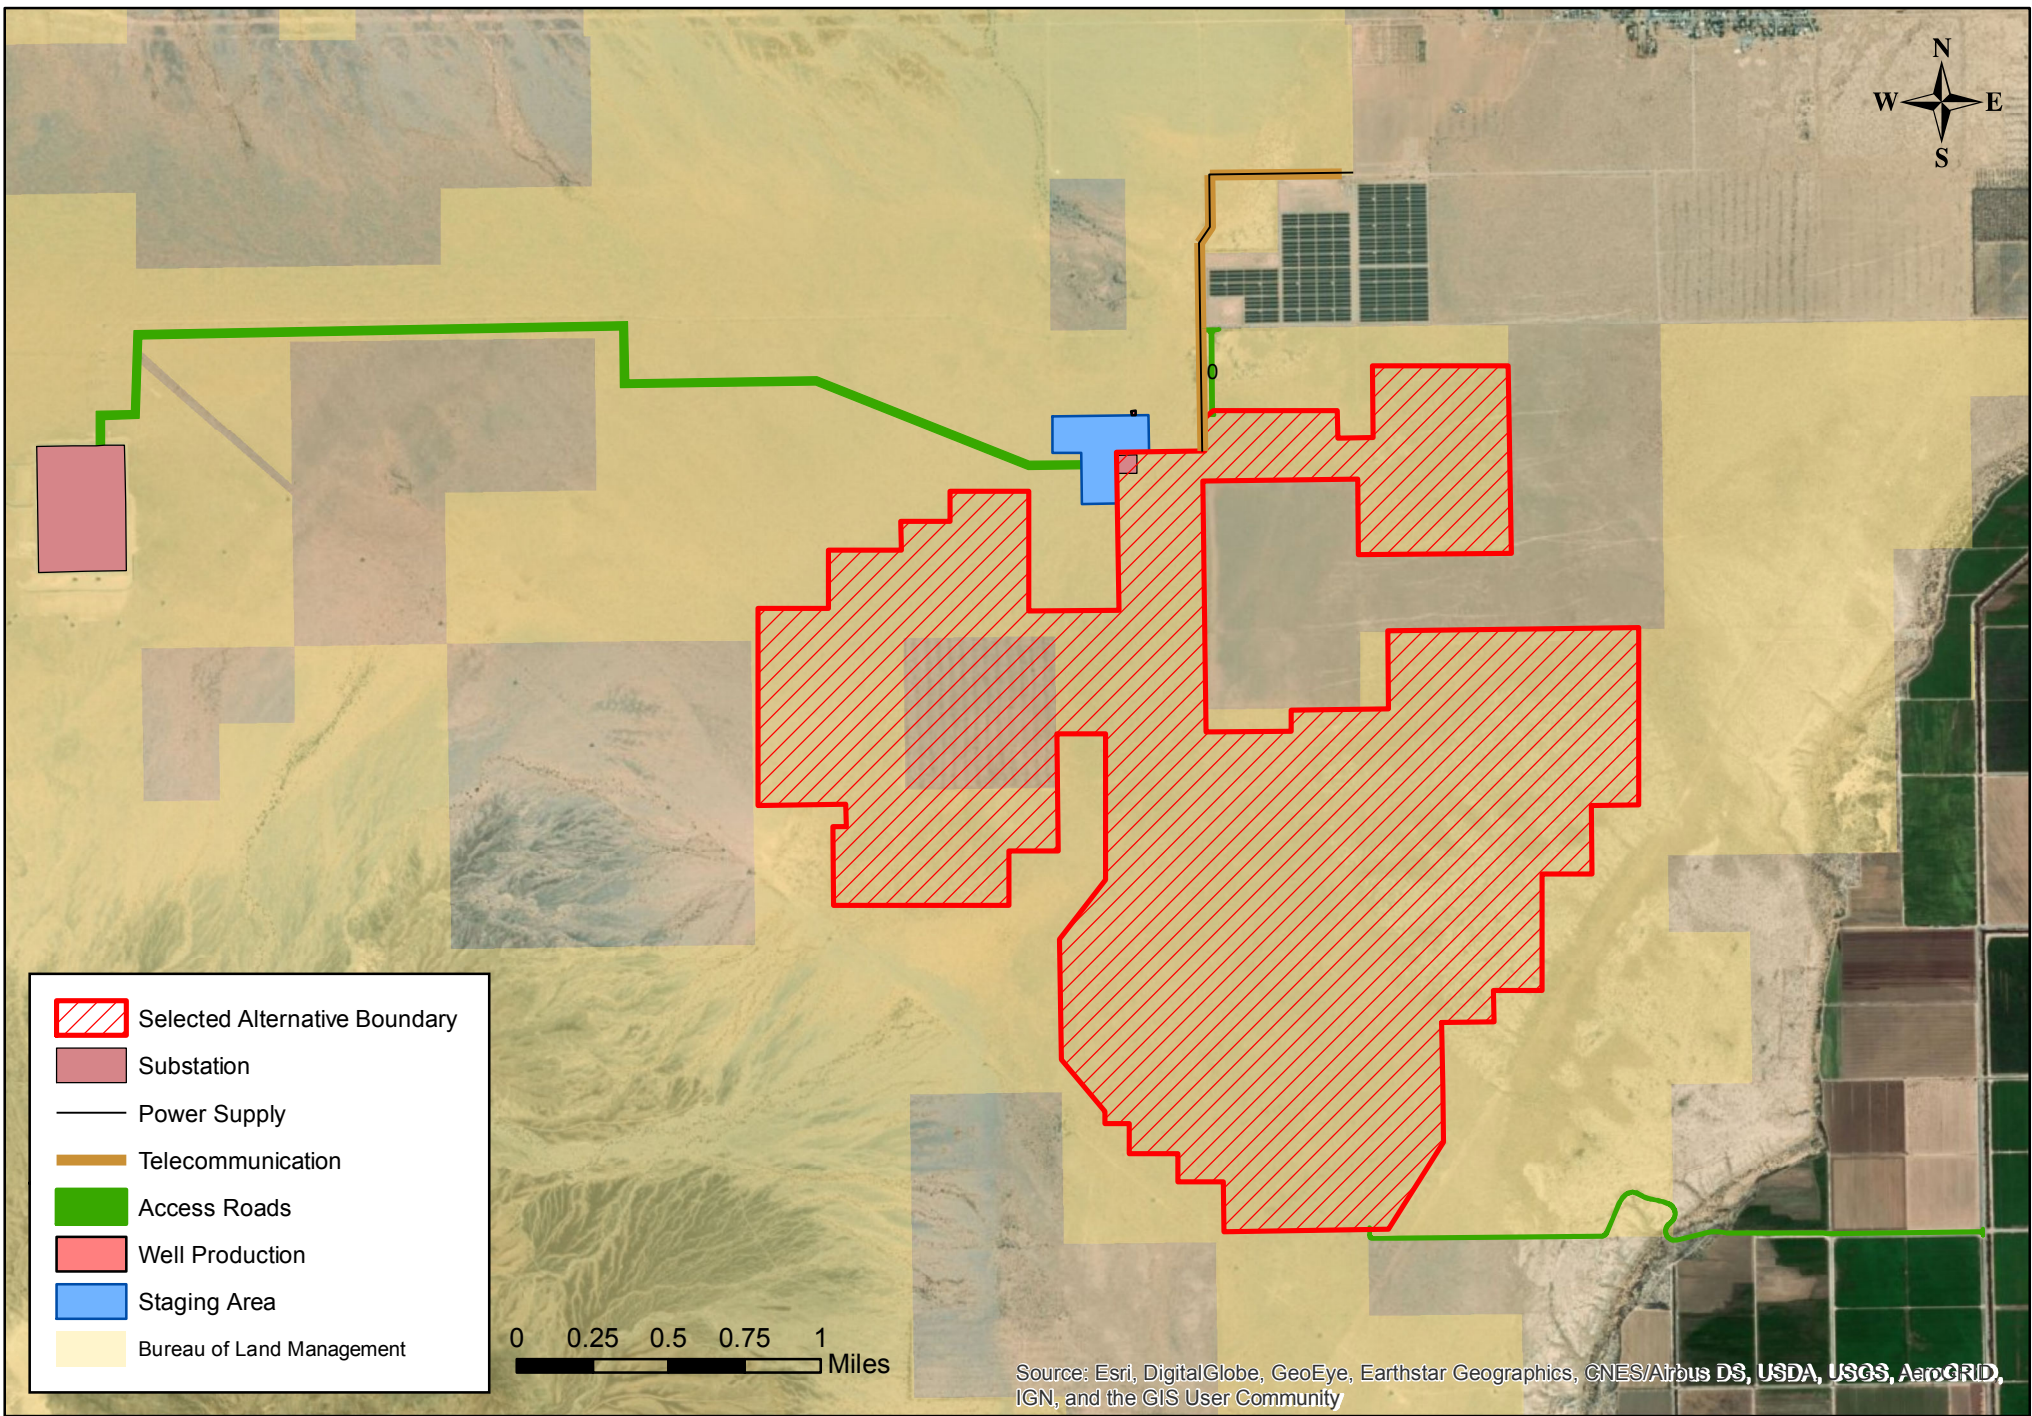 N
W E
S
0
Selected Alternative Boundary
Substation
Power Supply
Telecommunication
Access Roads
Well Production
Staging Area
Bureau of Land Management
0 0.25 0.5 0.75 1
Miles
Source: Esri, DigitalGlobe, GeoEye, Earthstar Geographics, CNES/Airbus DS, USDA, USGS, AeroGRID,
IGN, and the GIS User Community